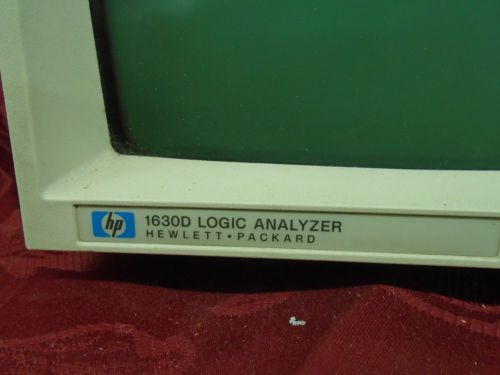 hp 1630D LOGIC ANALYZER
HEWLETT•PACKARD